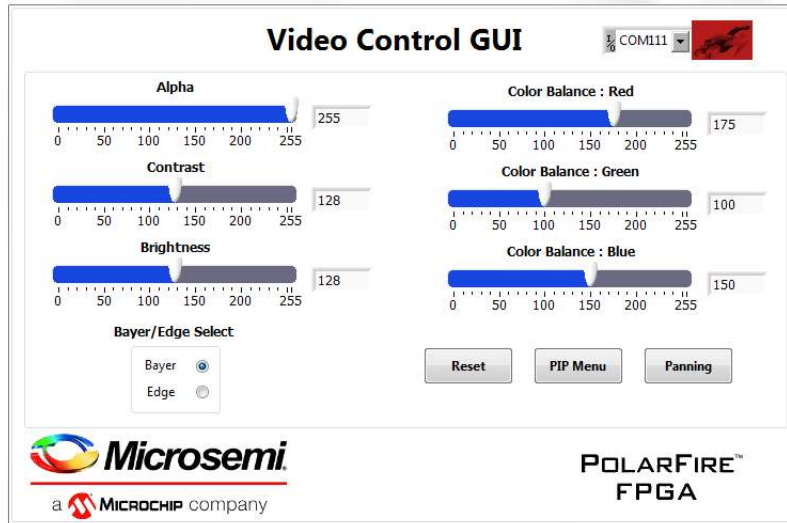 Video Control GUI
I/O COM111
Alpha
255
0 50 100 150 200 255
Contrast
128
0 50 100 150 200 255
Brightness
128
0 50 100 150 200 255
Bayer/Edge Select
Bayer
Edge
Color Balance : Red
175
0 50 100 150 200 255
Color Balance : Green
100
0 50 100 150 200 255
Color Balance : Blue
150
0 50 100 150 200 255
Reset PIP Menu Panning
Microsemi.
a MICROCHIP company
POLARFIRE™
FPGA